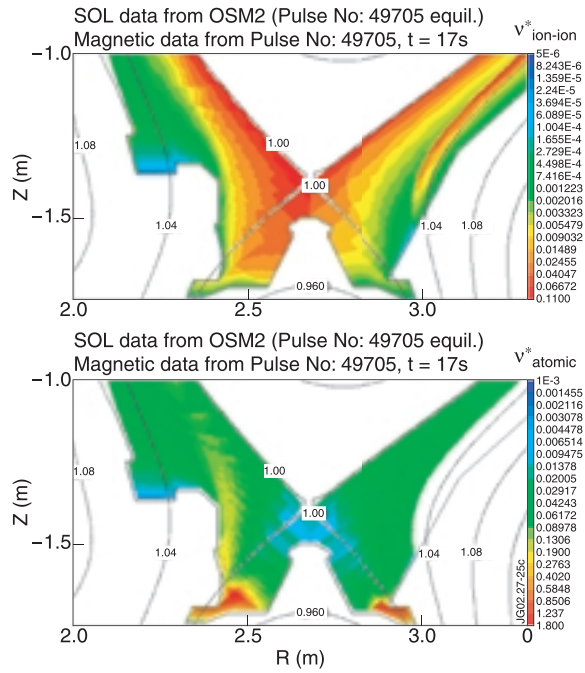 SOL data from OSM2 (Pulse No: 49705 equil.)
Magnetic data from Pulse No: 49705, t = 17s
ν*ion-ion
−1.0
−1.5
Z (m)
2.0
2.5
3.0
1.08
1.04
1.00
1.00
0.960
1.04
1.08
5E-6
8.243E-6
1.359E-5
2.24E-5
3.694E-5
6.089E-5
1.004E-4
1.655E-4
2.729E-4
4.498E-4
7.416E-4
0.001223
0.002016
0.003323
0.005479
0.009032
0.01489
0.02455
0.04047
0.06672
0.1100
SOL data from OSM2 (Pulse No: 49705 equil.)
Magnetic data from Pulse No: 49705, t = 17s
ν*atomic
−1.0
−1.5
Z (m)
2.0
2.5
3.0
0
R (m)
1.08
1.04
1.00
1.00
0.960
1.04
1.08
1E-3
0.001455
0.002116
0.003078
0.004478
0.006514
0.009475
0.01378
0.02005
0.02917
0.04243
0.06172
0.08978
0.1306
0.1900
0.2763
0.4020
0.5848
0.8506
1.237
1.800
JG02.27-25c